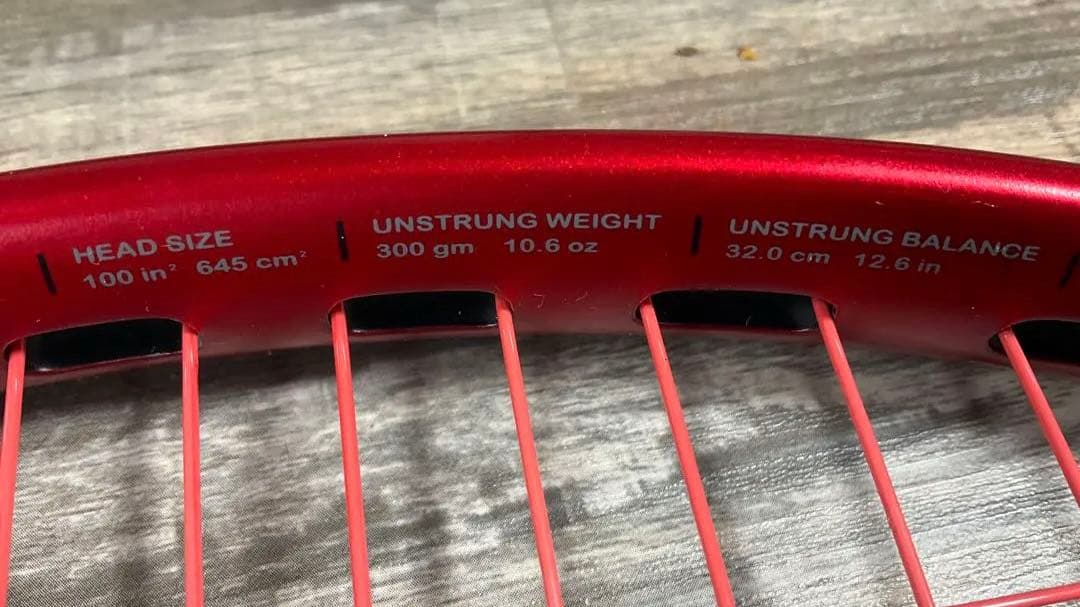 HEAD SIZE
100 in² 645 cm²
UNSTRUNG WEIGHT
300 gm 10.6 oz
UNSTRUNG BALANCE
32.0 cm 12.6 in